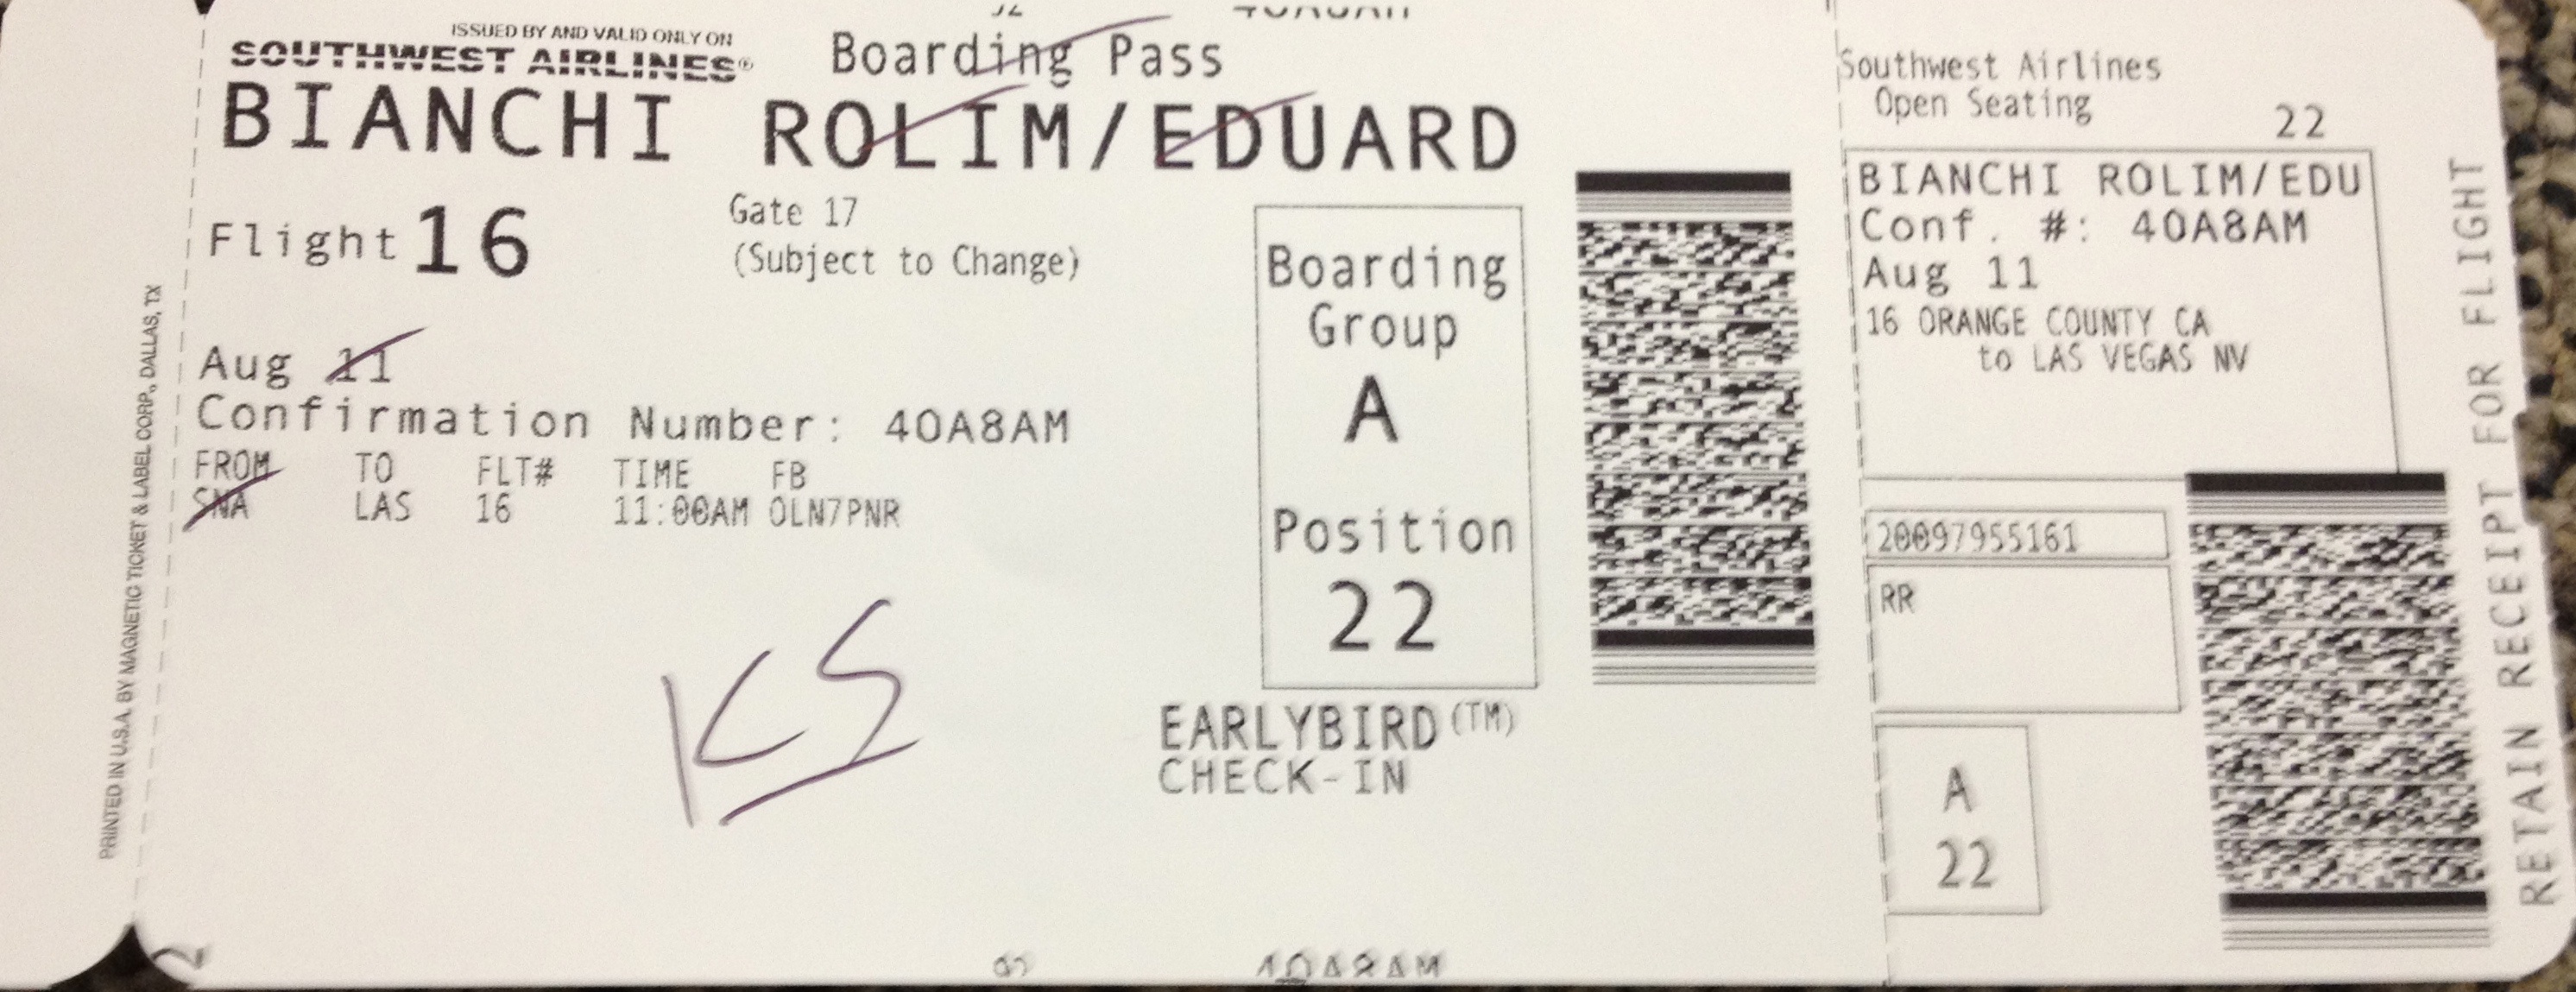 ISSUED BY AND VALID ONLY ON
SOUTHWEST AIRLINES®
Boarding Pass
BIANCHI ROLIM/EDUARD
Flight 16
Gate 17
(Subject to Change)
Aug 11
Confirmation Number: 40A8AM
FROM TO FLT# TIME FB
SNA LAS 16 11:00AM OLN7PNR
KS
Boarding
Group
A
Position
22
EARLYBIRD(TM)
CHECK-IN
PRINTED IN U.S.A. BY MAGNETIC TICKET & LABEL CORP., DALLAS, TX
Southwest Airlines
Open Seating
22
BIANCHI ROLIM/EDU
Conf. #: 40A8AM
Aug 11
16 ORANGE COUNTY CA
to LAS VEGAS NV
20097955161
RR
A
22
RETAIN RECEIPT FOR FLIGHT